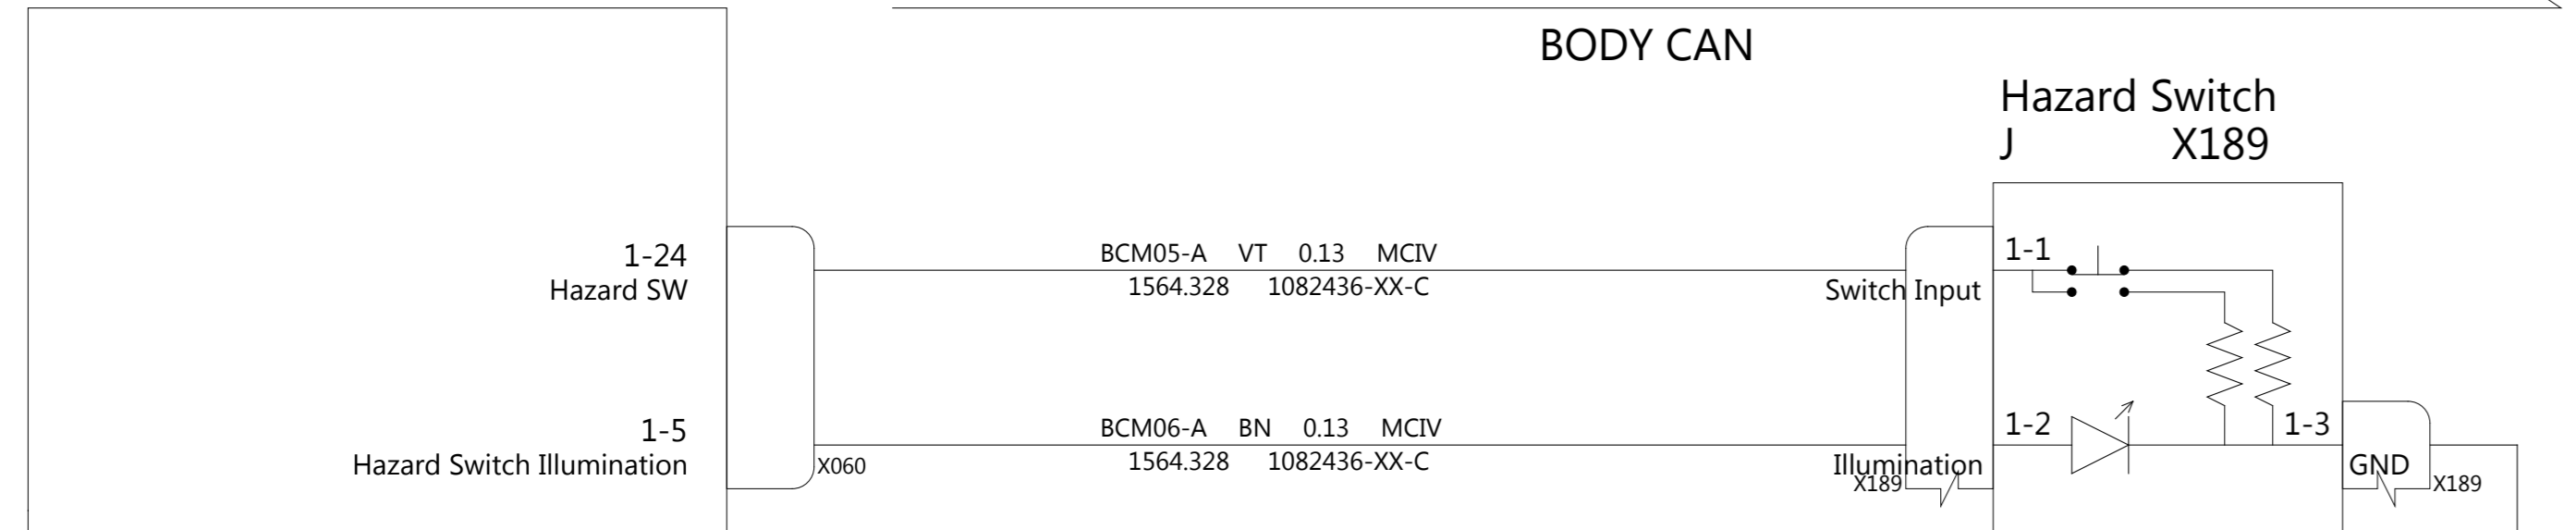 BODY CAN
Hazard Switch
J X189
1-24
Hazard SW
BCM05-A VT 0.13 MCIV
1564.328 1082436-XX-C
Switch Input
1-1
1-5
Hazard Switch Illumination
X060
BCM06-A BN 0.13 MCIV
1564.328 1082436-XX-C
Illumination
X189
1-2
1-3
GND
X189